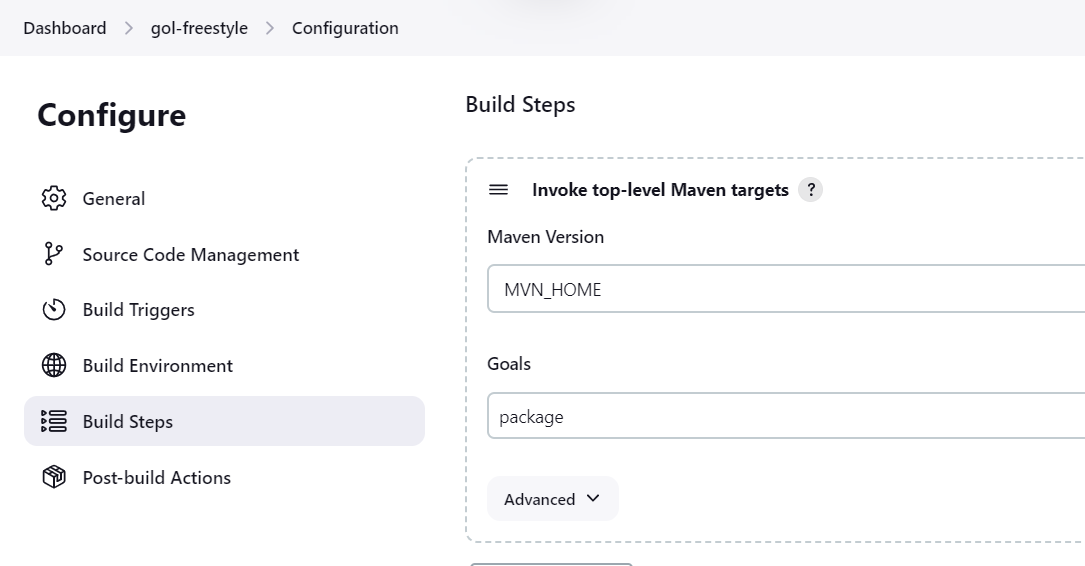 Dashboard > gol-freestyle > Configuration
Configure
General
Source Code Management
Build Triggers
Build Environment
Build Steps
Post-build Actions
Build Steps
Invoke top-level Maven targets ?
Maven Version
MVN_HOME
Goals
package
Advanced